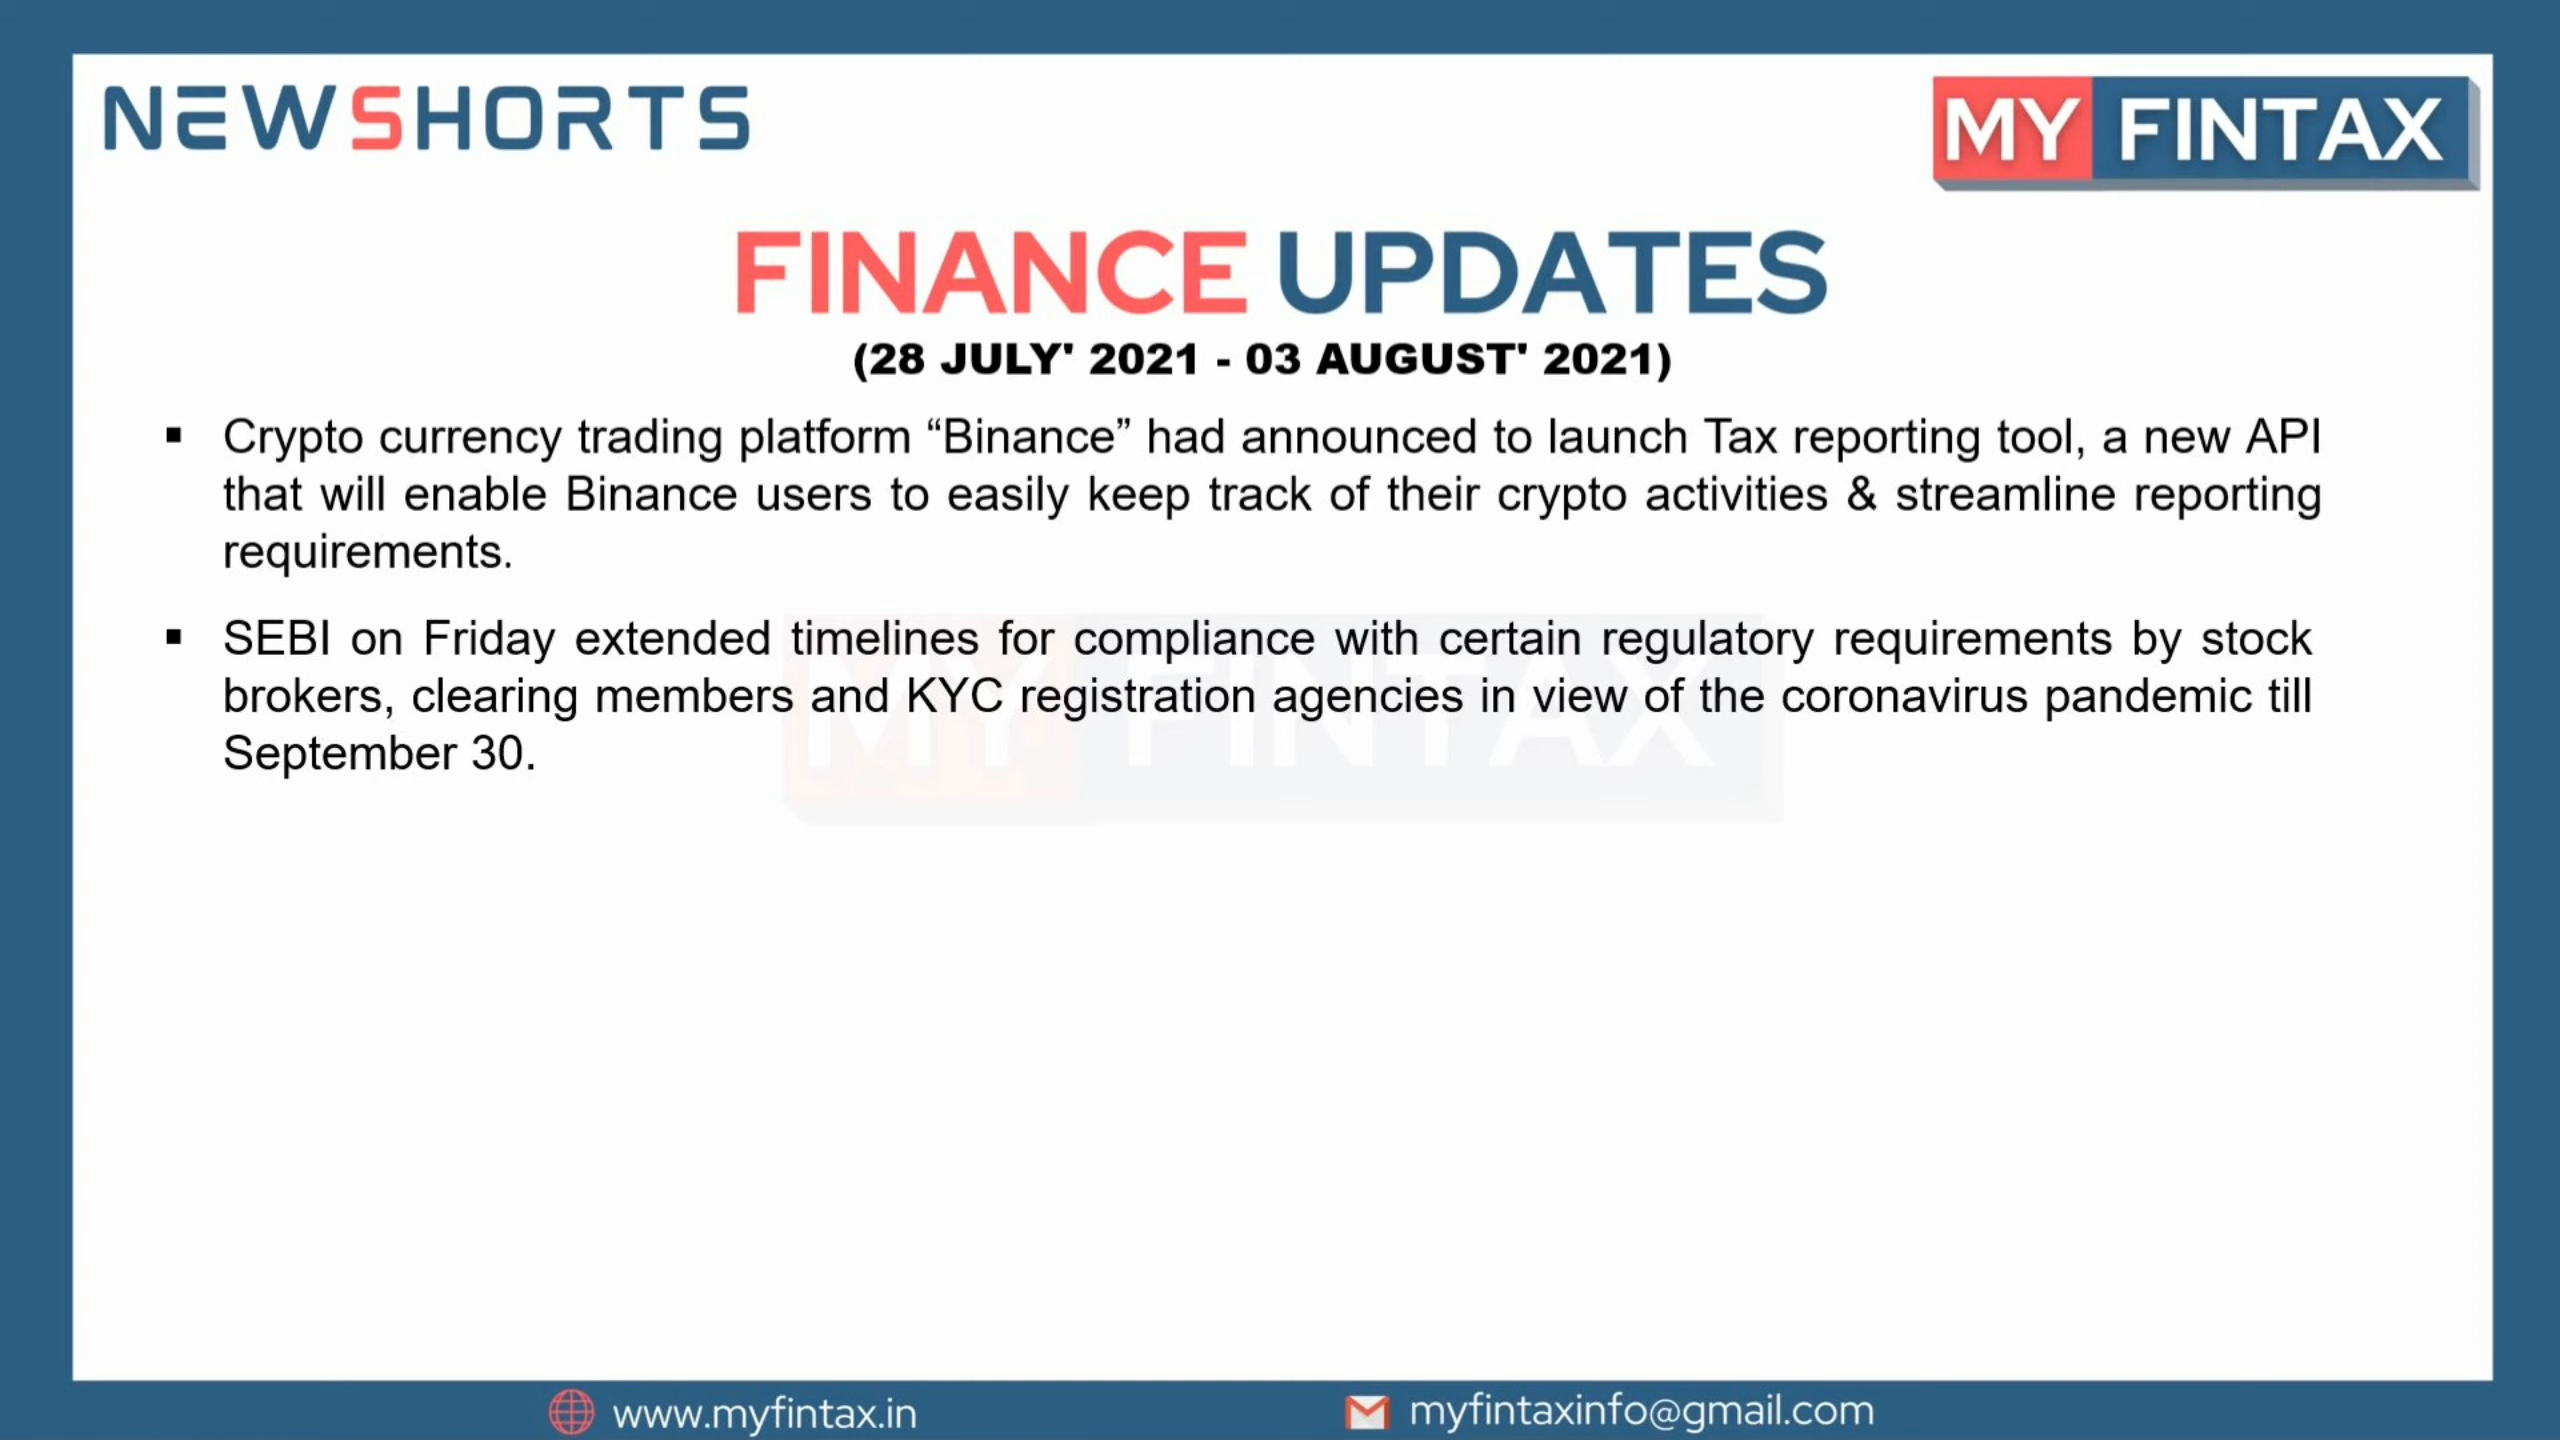 NEWSHORTS
MY FINTAX
FINANCE UPDATES
(28 JULY' 2021 - 03 AUGUST' 2021)
▪ Crypto currency trading platform “Binance” had announced to launch Tax reporting tool, a new API
that will enable Binance users to easily keep track of their crypto activities & streamline reporting
requirements.
▪ SEBI on Friday extended timelines for compliance with certain regulatory requirements by stock
brokers, clearing members and KYC registration agencies in view of the coronavirus pandemic till
September 30.
MY FINTAX
www.myfintax.in
myfintaxinfo@gmail.com